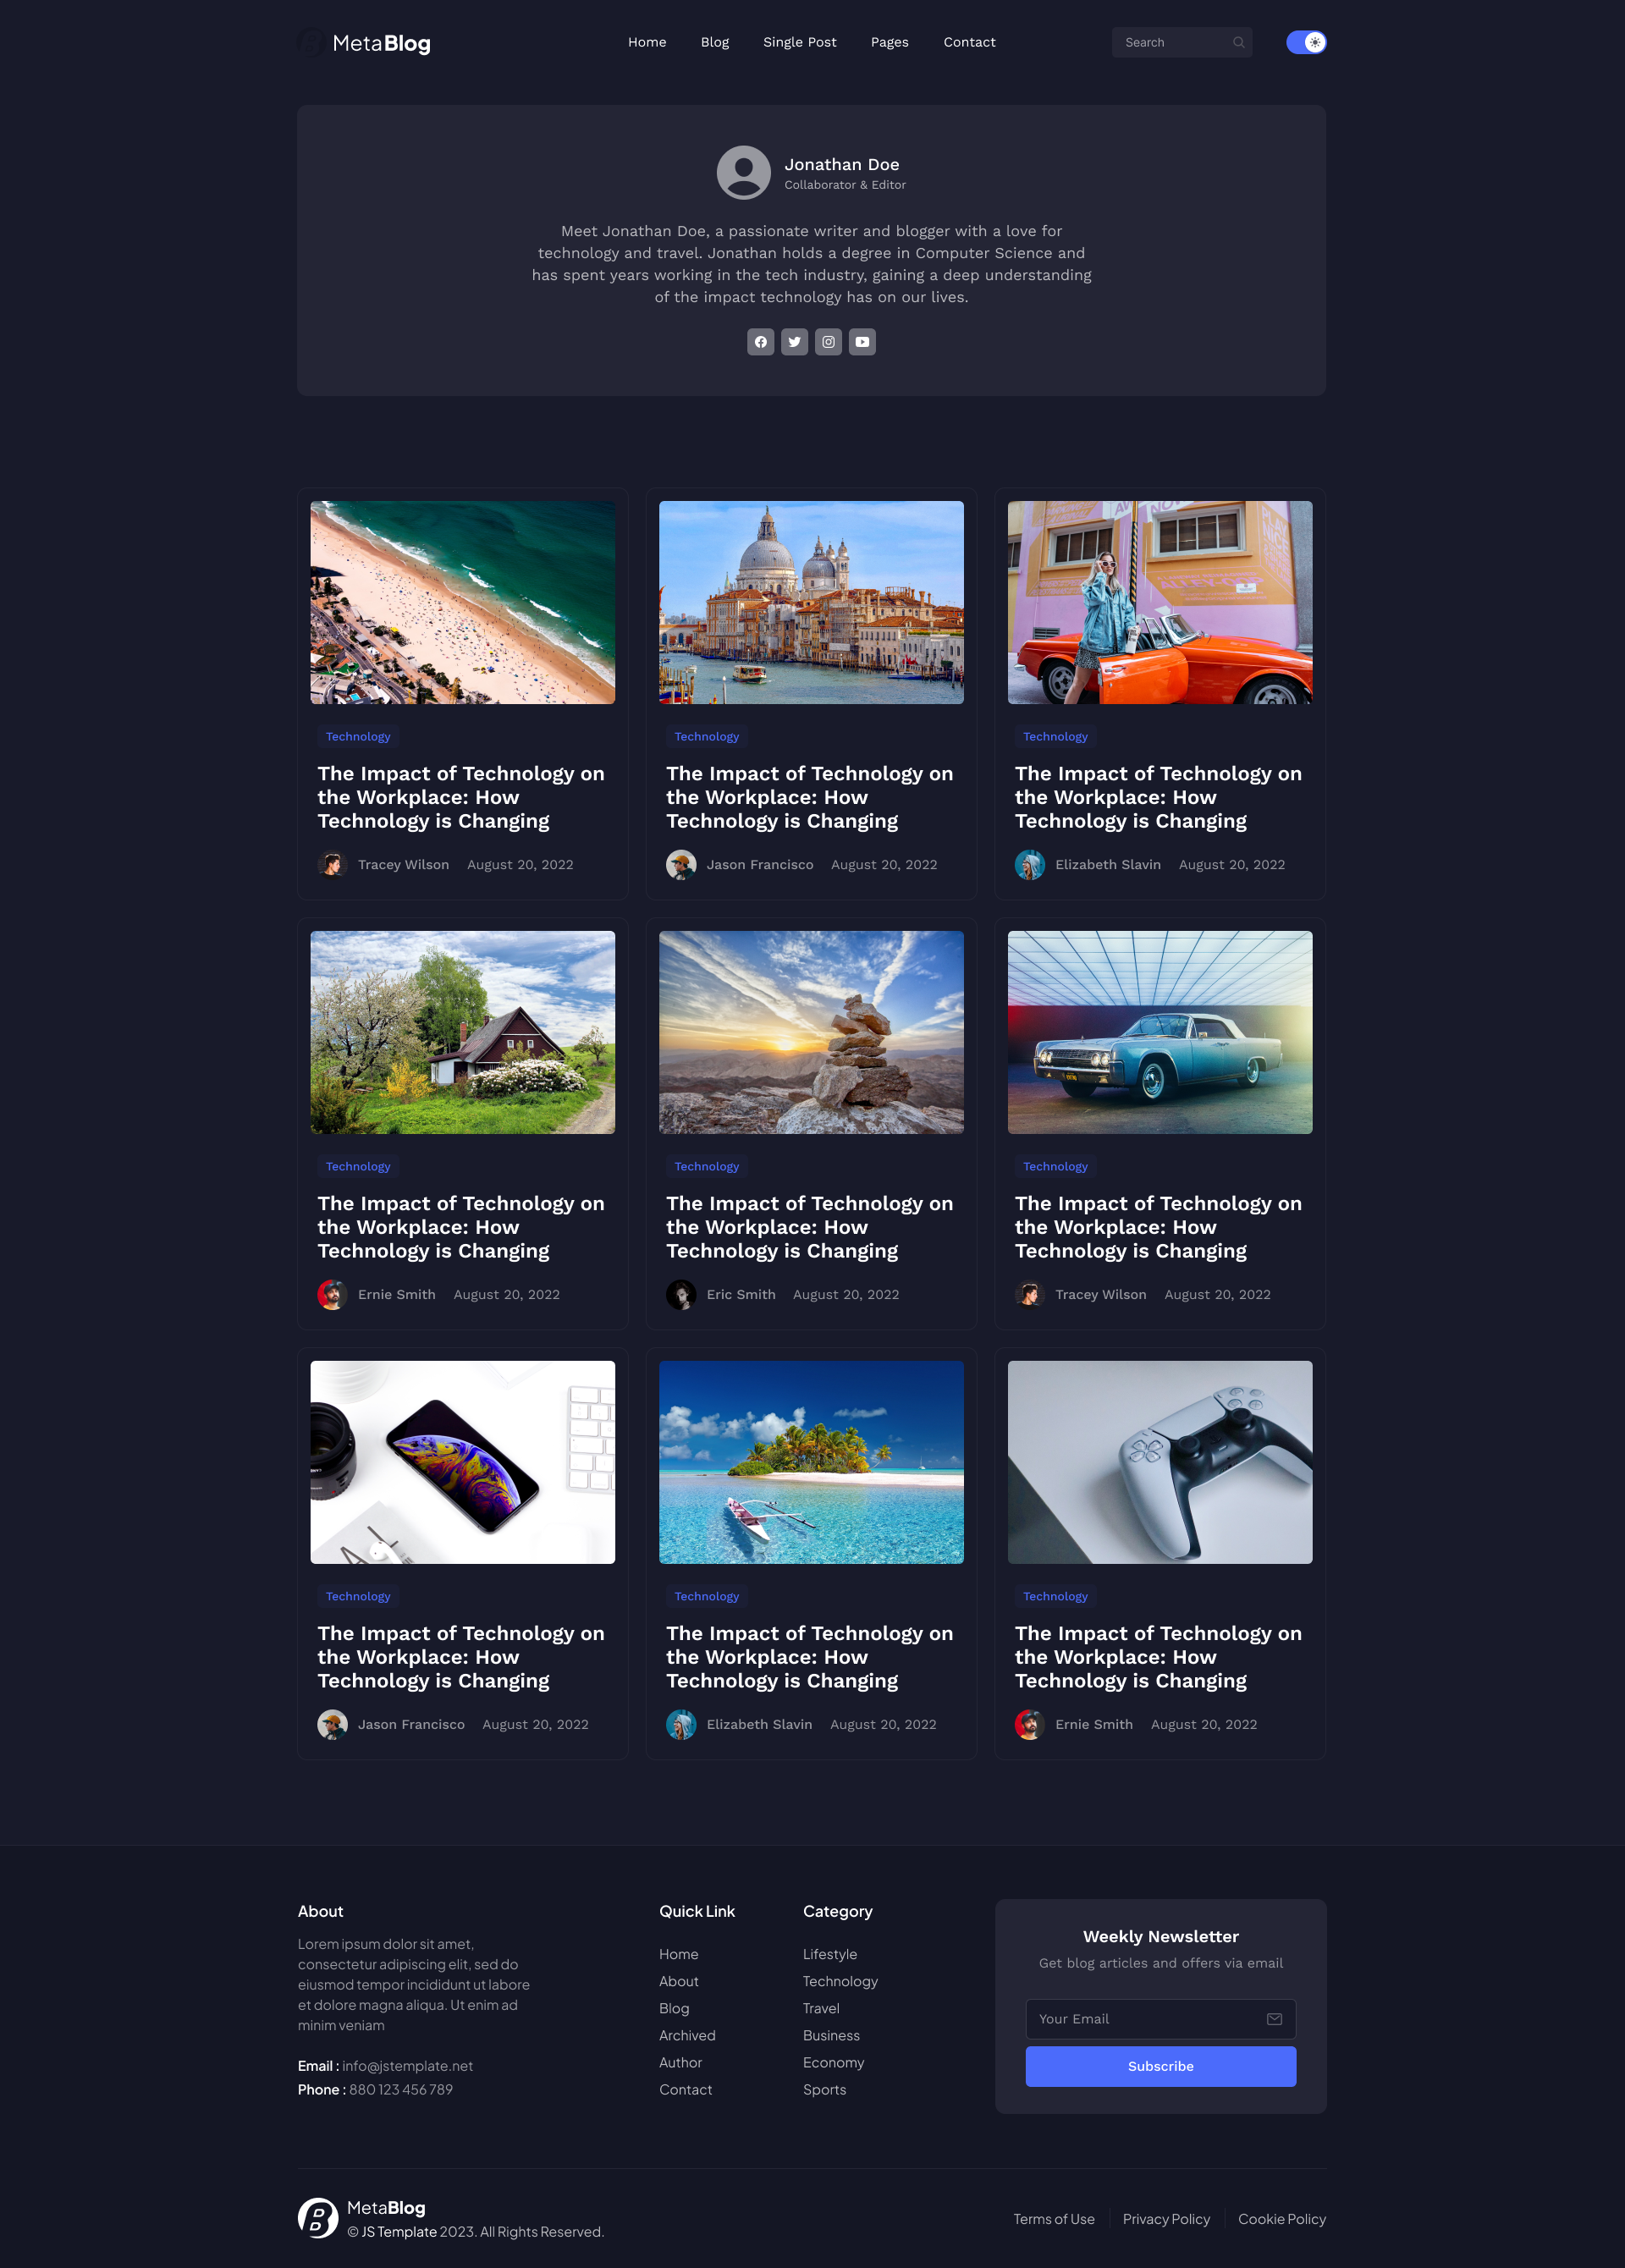 MetaBlog
Home
Blog
Single Post
Pages
Contact
Search
Jonathan Doe
Collaborator & Editor
Meet Jonathan Doe, a passionate writer and blogger with a love for
technology and travel. Jonathan holds a degree in Computer Science and
has spent years working in the tech industry, gaining a deep understanding
of the impact technology has on our lives.
Technology
The Impact of Technology on
the Workplace: How
Technology is Changing
Tracey Wilson
August 20, 2022
Technology
The Impact of Technology on
the Workplace: How
Technology is Changing
Jason Francisco
August 20, 2022
Technology
The Impact of Technology on
the Workplace: How
Technology is Changing
Elizabeth Slavin
August 20, 2022
Technology
The Impact of Technology on
the Workplace: How
Technology is Changing
Ernie Smith
August 20, 2022
Technology
The Impact of Technology on
the Workplace: How
Technology is Changing
Eric Smith
August 20, 2022
Technology
The Impact of Technology on
the Workplace: How
Technology is Changing
Tracey Wilson
August 20, 2022
Technology
The Impact of Technology on
the Workplace: How
Technology is Changing
Jason Francisco
August 20, 2022
Technology
The Impact of Technology on
the Workplace: How
Technology is Changing
Elizabeth Slavin
August 20, 2022
Technology
The Impact of Technology on
the Workplace: How
Technology is Changing
Ernie Smith
August 20, 2022
About
Lorem ipsum dolor sit amet,
consectetur adipiscing elit, sed do
eiusmod tempor incididunt ut labore
et dolore magna aliqua. Ut enim ad
minim veniam
Email : info@jstemplate.net
Phone : 880 123 456 789
Quick Link
Home
About
Blog
Archived
Author
Contact
Category
Lifestyle
Technology
Travel
Business
Economy
Sports
Weekly Newsletter
Get blog articles and offers via email
Your Email
Subscribe
MetaBlog
© JS Template 2023. All Rights Reserved.
Terms of Use
Privacy Policy
Cookie Policy